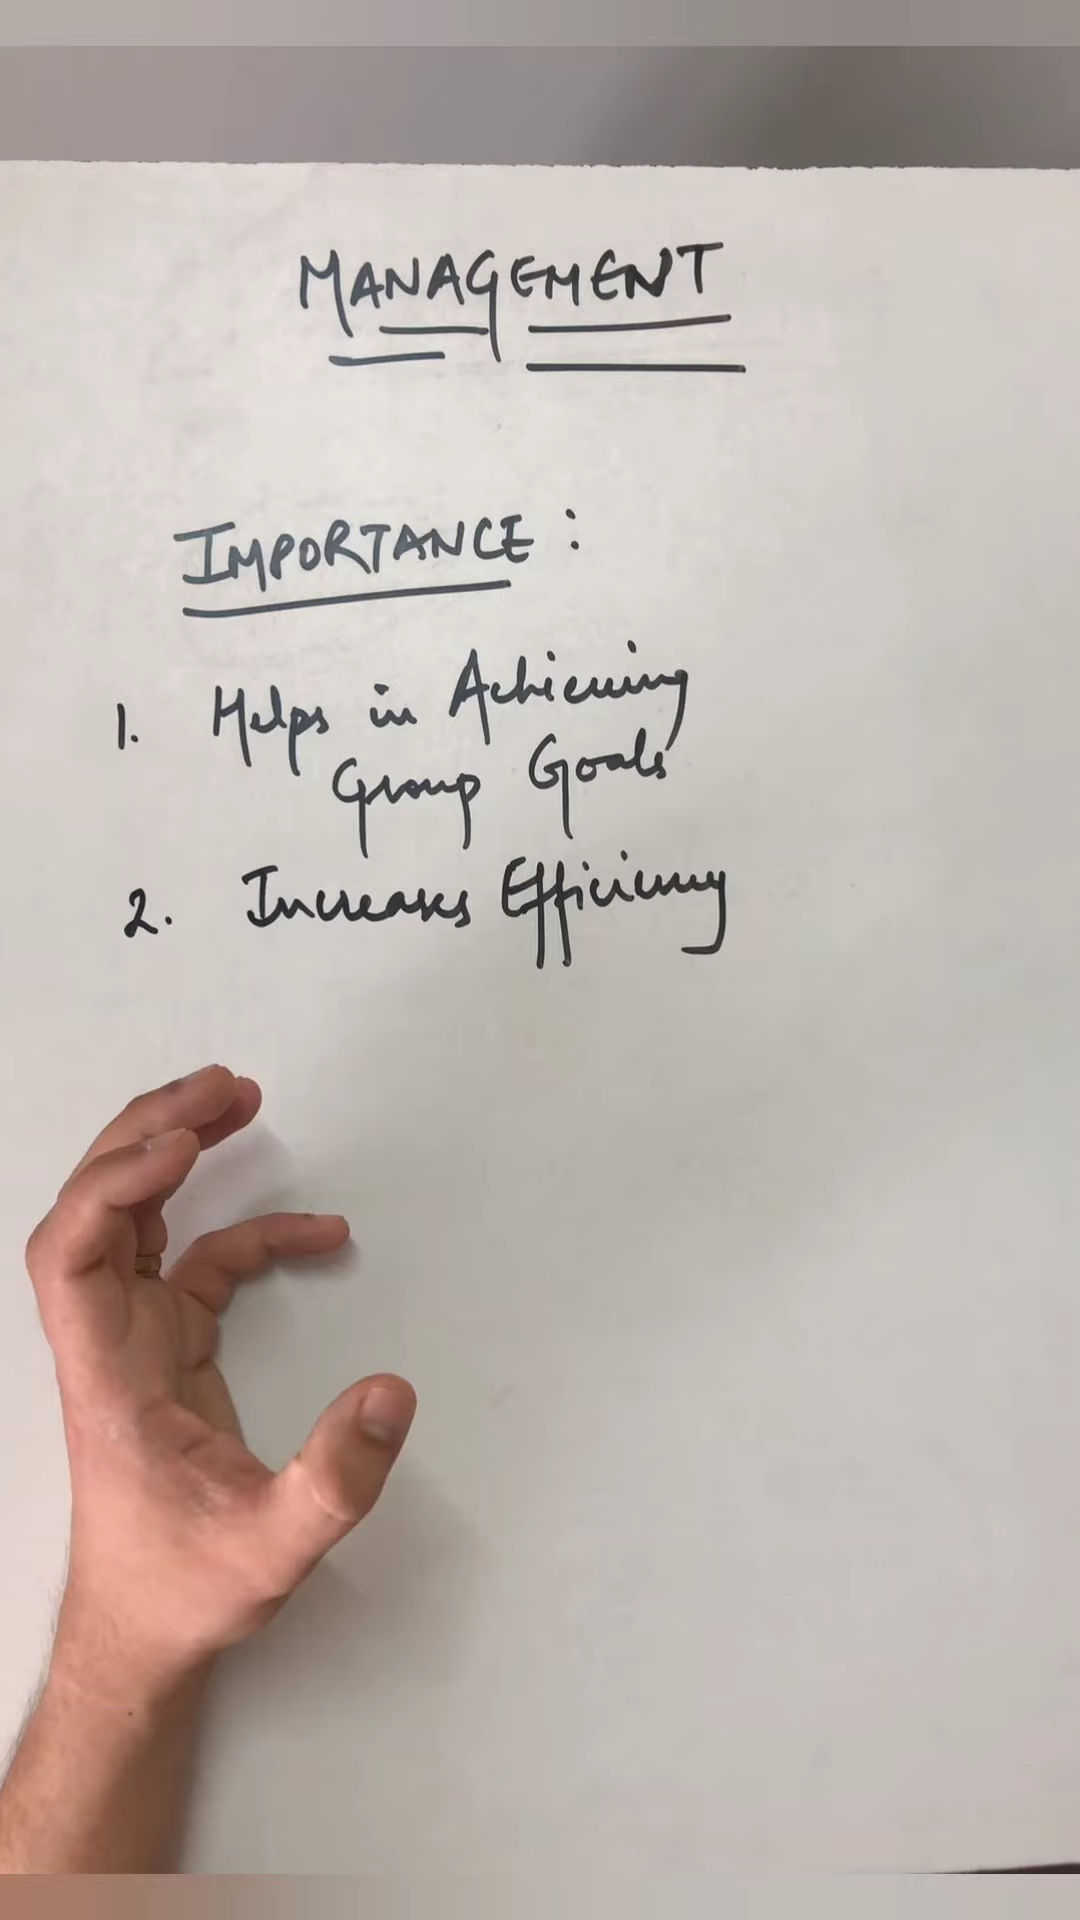 MANAGEMENT
IMPORTANCE :
1. Helps in Achieving
Group Goals
2. Increases Efficiency